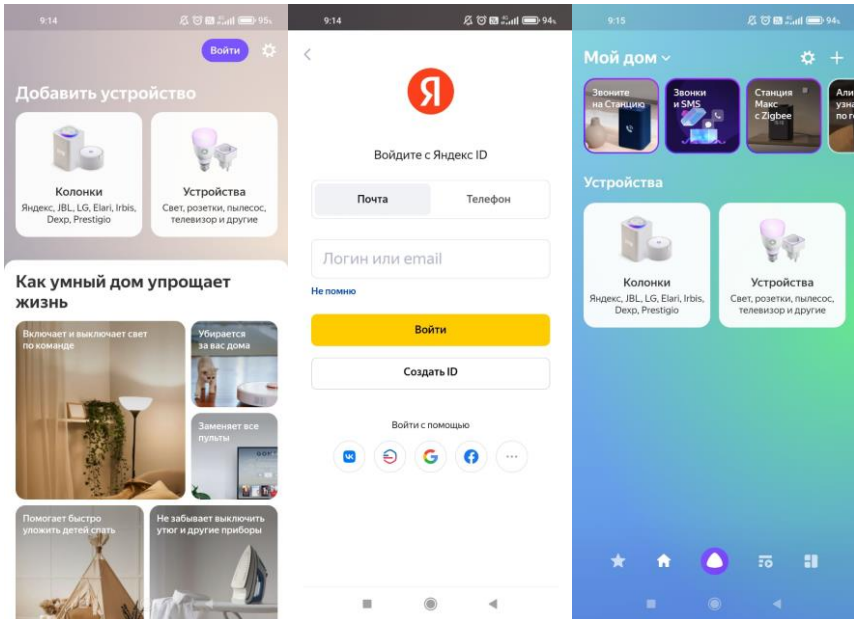 9:14
4G
95%
Войти
Добавить устройство
Колонки
Яндекс, JBL, LG, Elari, Irbis,
Dexp, Prestigio
Устройства
Свет, розетки, пылесос,
телевизор и другие
Как умный дом упрощает
жизнь
Включает и выключает свет
по команде
Убирается
за вас дома
Заменяет все
пульты
Помогает быстро
уложить детей спать
Не забывает выключить
утюг и другие приборы
9:14
4G
94%
Я
Войдите с Яндекс ID
Почта
Телефон
Логин или email
Не помню
Войти
Создать ID
Войти с помощью
9:15
4G
94%
Мой дом
Звоните
на Станцию
Звонки
и SMS
Станция
Макс
с Zigbee
Устройства
Колонки
Яндекс, JBL, LG, Elari, Irbis,
Dexp, Prestigio
Устройства
Свет, розетки, пылесос,
телевизор и другие